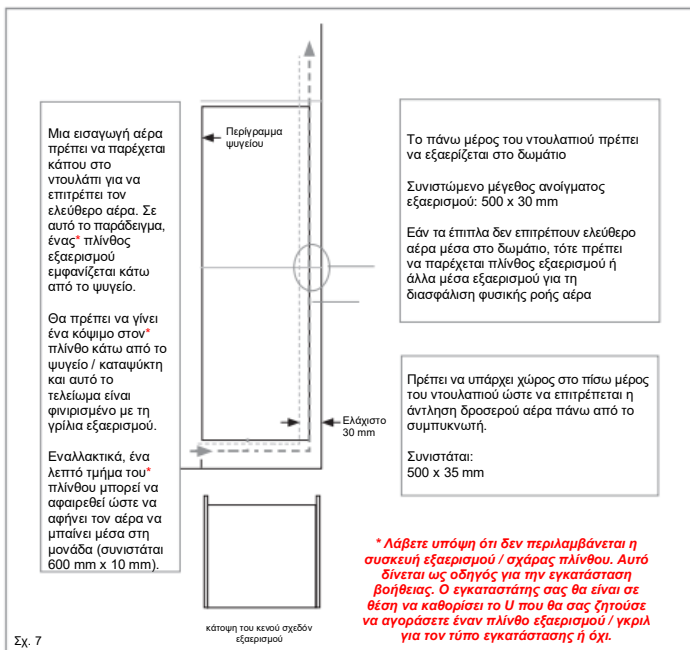 Μια εισαγωγή αέρα
πρέπει να παρέχεται
κάπου στο
ντουλάπι για να
επιτρέπει τον
ελεύθερο αέρα. Σε
αυτό το παράδειγμα,
ένας* πλίνθος
εξαερισμού
εμφανίζεται κάτω
από το ψυγείο.
Θα πρέπει να γίνει
ένα κόψιμο στον*
πλίνθο κάτω από το
ψυγείο / καταψύκτη
και αυτό το
τελείωμα είναι
φινιρισμένο με τη
γρίλια εξαερισμού.
Εναλλακτικά, ένα
λεπτό τμήμα του*
πλίνθου μπορεί να
αφαιρεθεί ώστε να
αφήνει τον αέρα να
μπαίνει μέσα στη
μονάδα (συνιστάται
600 mm x 10 mm).
Περίγραμμα
ψυγείου
Ελάχιστο
30 mm
κάτοψη του κενού σχεδόν
εξαερισμού
Το πάνω μέρος του ντουλαπιού πρέπει
να εξαερίζεται στο δωμάτιο
Συνιστώμενο μέγεθος ανοίγματος
εξαερισμού: 500 x 30 mm
Εάν τα έπιπλα δεν επιτρέπουν ελεύθερο
αέρα μέσα στο δωμάτιο, τότε πρέπει
να παρέχεται πλίνθος εξαερισμού ή
άλλα μέσα εξαερισμού για τη
διασφάλιση φυσικής ροής αέρα
Πρέπει να υπάρχει χώρος στο πίσω μέρος
του ντουλαπιού ώστε να επιτρέπεται η
άντληση δροσερού αέρα πάνω από το
συμπυκνωτή.
Συνιστάται:
500 x 35 mm
* Λάβετε υπόψη ότι δεν περιλαμβάνεται η
συσκευή εξαερισμού / σχάρας πλίνθου. Αυτό
δίνεται ως οδηγός για την εγκατάσταση
βοήθειας. Ο εγκαταστάτης σας θα είναι σε
θέση να καθορίσει το U που θα σας ζητούσε
να αγοράσετε έναν πλίνθο εξαερισμού / γκριλ
για τον τύπο εγκατάστασης ή όχι.
Σχ. 7